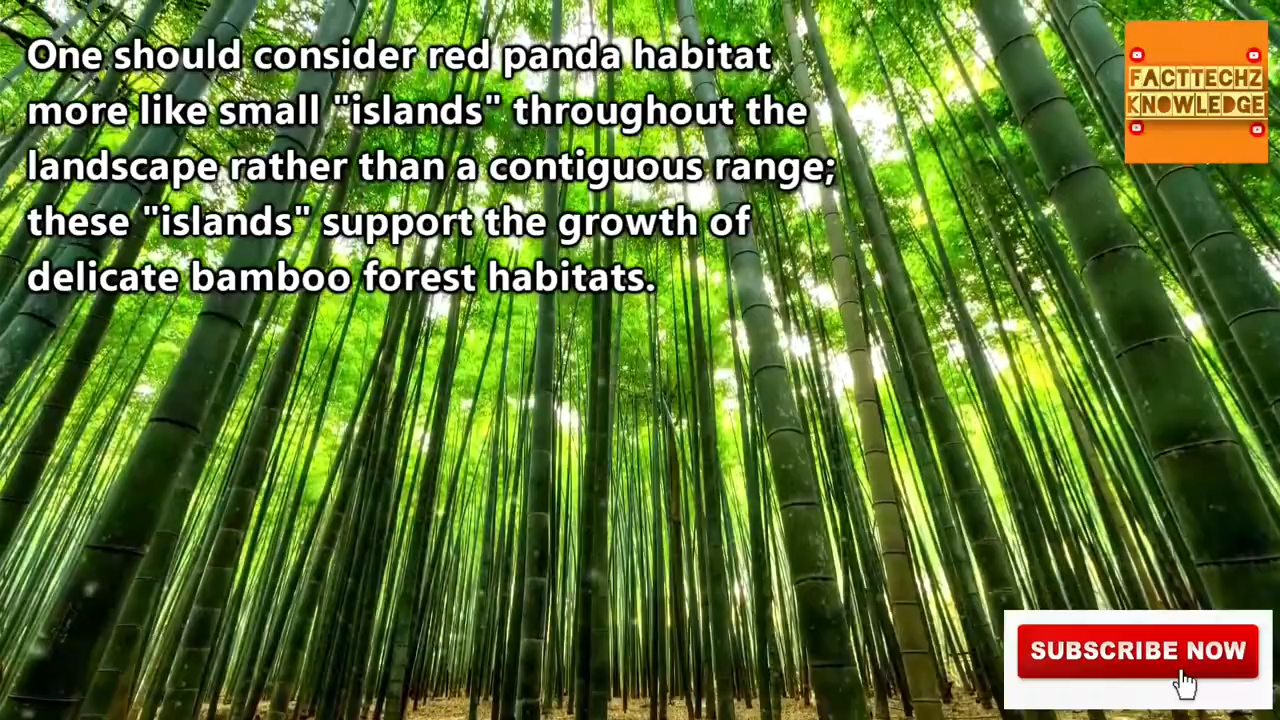 One should consider red panda habitat
more like small "islands" throughout the
landscape rather than a contiguous range;
these "islands" support the growth of
delicate bamboo forest habitats.
FACTTECHZ
KNOWLEDGE
SUBSCRIBE NOW